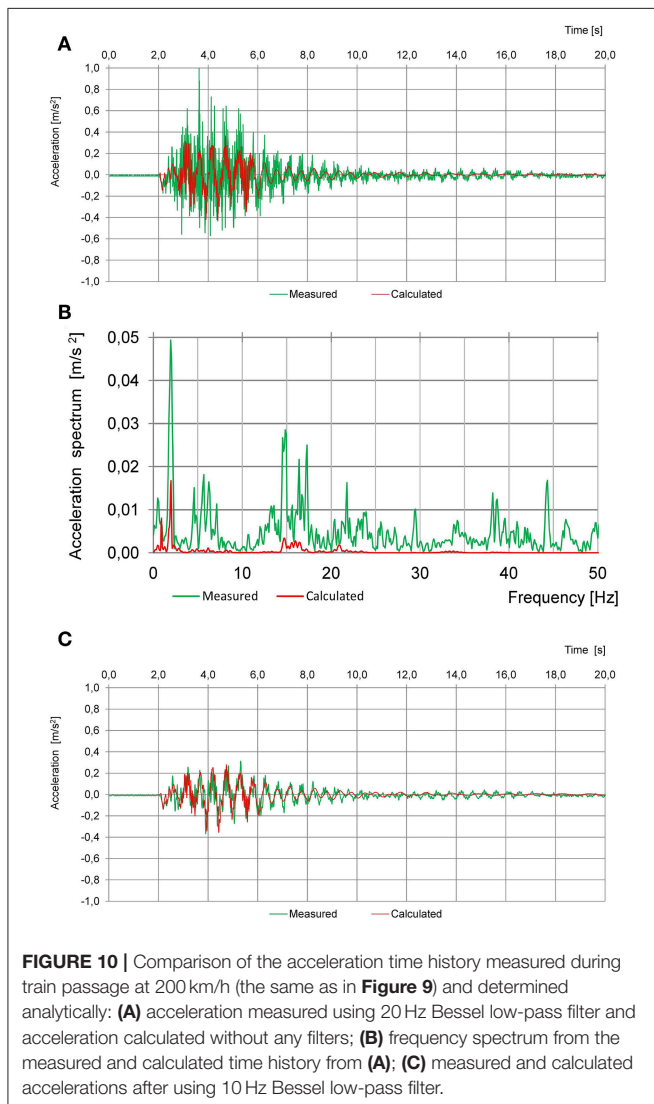 A
Time [s]
0,0 2,0 4,0 6,0 8,0 10,0 12,0 14,0 16,0 18,0 20,0
Acceleration [m/s²]
1,0
0,8
0,6
0,4
0,2
0,0
-0,2
-0,4
-0,6
-0,8
-1,0
Measured Calculated
B
Acceleration spectrum [m/s ²]
0,05
0,04
0,03
0,02
0,01
0,00
0 10 20 30 40 50
Measured Calculated
Frequency [Hz]
C
Time [s]
0,0 2,0 4,0 6,0 8,0 10,0 12,0 14,0 16,0 18,0 20,0
Acceleration [m/s²]
1,0
0,8
0,6
0,4
0,2
0,0
-0,2
-0,4
-0,6
-0,8
-1,0
Measured Calculated
FIGURE 10 | Comparison of the acceleration time history measured during
train passage at 200 km/h (the same as in Figure 9) and determined
analytically: (A) acceleration measured using 20 Hz Bessel low-pass filter and
acceleration calculated without any filters; (B) frequency spectrum from the
measured and calculated time history from (A); (C) measured and calculated
accelerations after using 10 Hz Bessel low-pass filter.